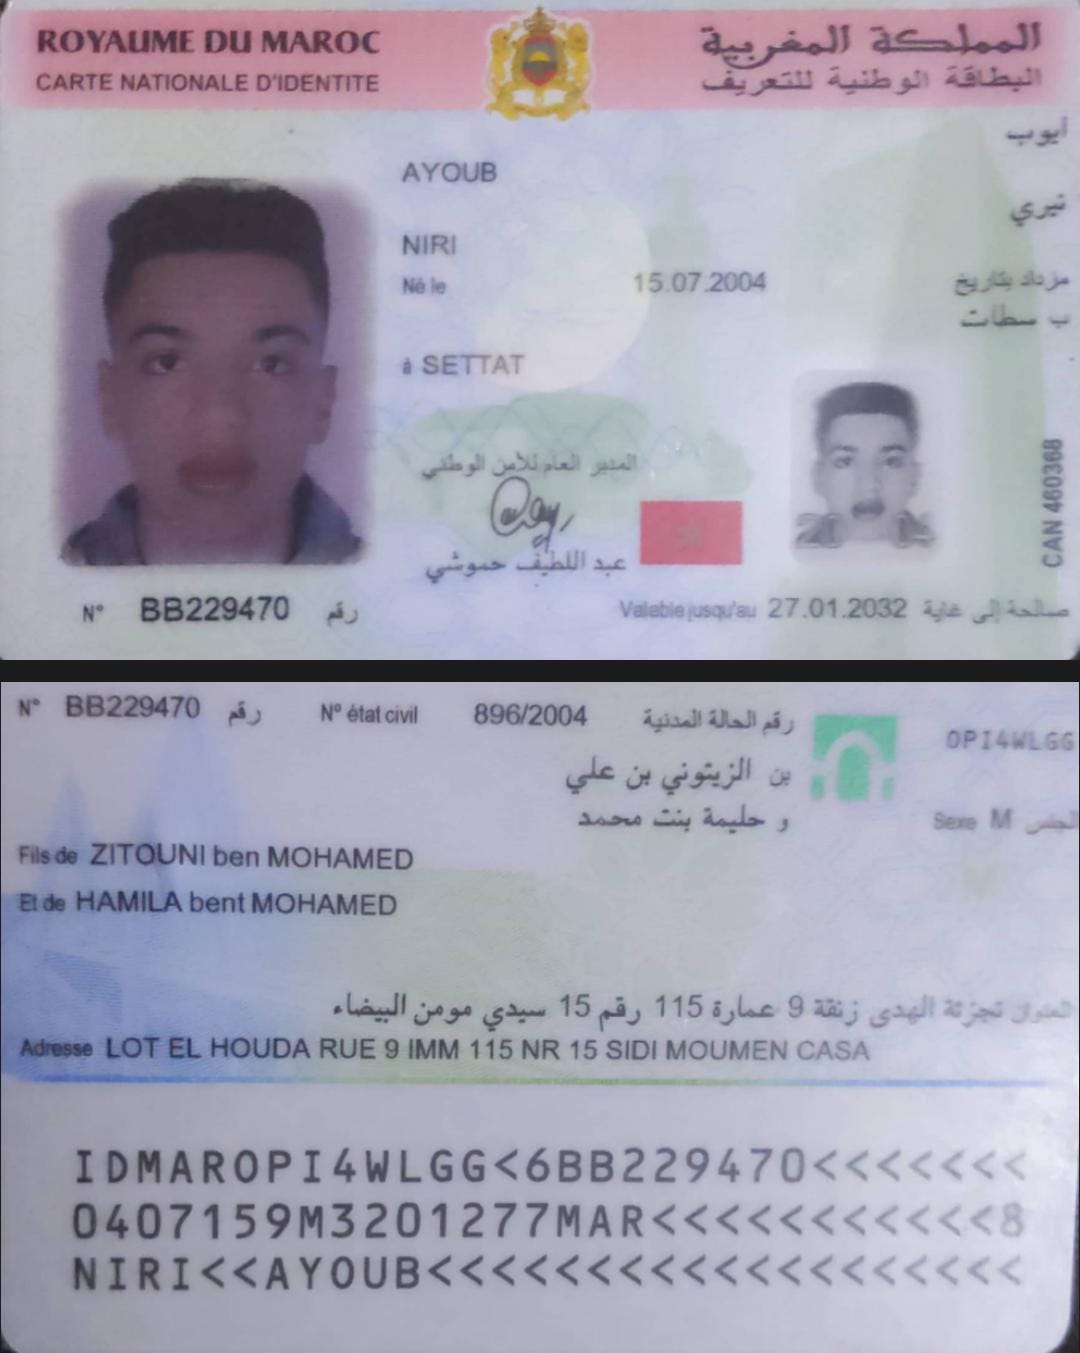 ROYAUME DU MAROC
المملكة المغربية
CARTE NATIONALE D'IDENTITE
البطاقة الوطنية للتعريف
أيوب
AYOUB
نيري
NIRI
Né le 15.07.2004 مزداد بتاريخ
ب سطات
à SETTAT
المدير العام للأمن الوطني
عبد اللطيف حموشي
CAN 460368
N° BB229470 رقم
Valable jusqu'au 27.01.2032 صالحة إلى غاية
N° BB229470 رقم
N° état civil 896/2004 رقم الحالة المدنية
OPI4WLGG
بن الزيتوني بن علي
و حليمة بنت محمد
Sexe M الجنس
M
Fils de ZITOUNI ben MOHAMED
Et de HAMILA bent MOHAMED
العنوان تجزئة الهدى زنقة 9 عمارة 115 رقم 15 سيدي مومن البيضاء
Adresse LOT EL HOUDA RUE 9 IMM 115 NR 15 SIDI MOUMEN CASA
IDMAROPI4WLGG<6BB229470<<<<<<<
0407159M3201277MAR<<<<<<<<<<<8
NIRI<<AYOUB<<<<<<<<<<<<<<<<<<<